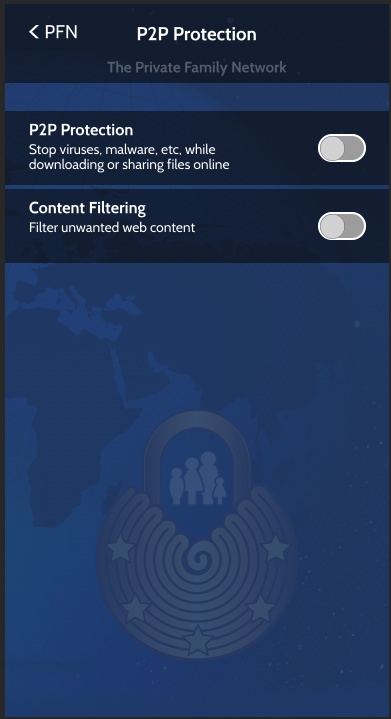 < PFN
P2P Protection
The Private Family Network
P2P Protection
Stop viruses, malware, etc, while
downloading or sharing files online
Content Filtering
Filter unwanted web content